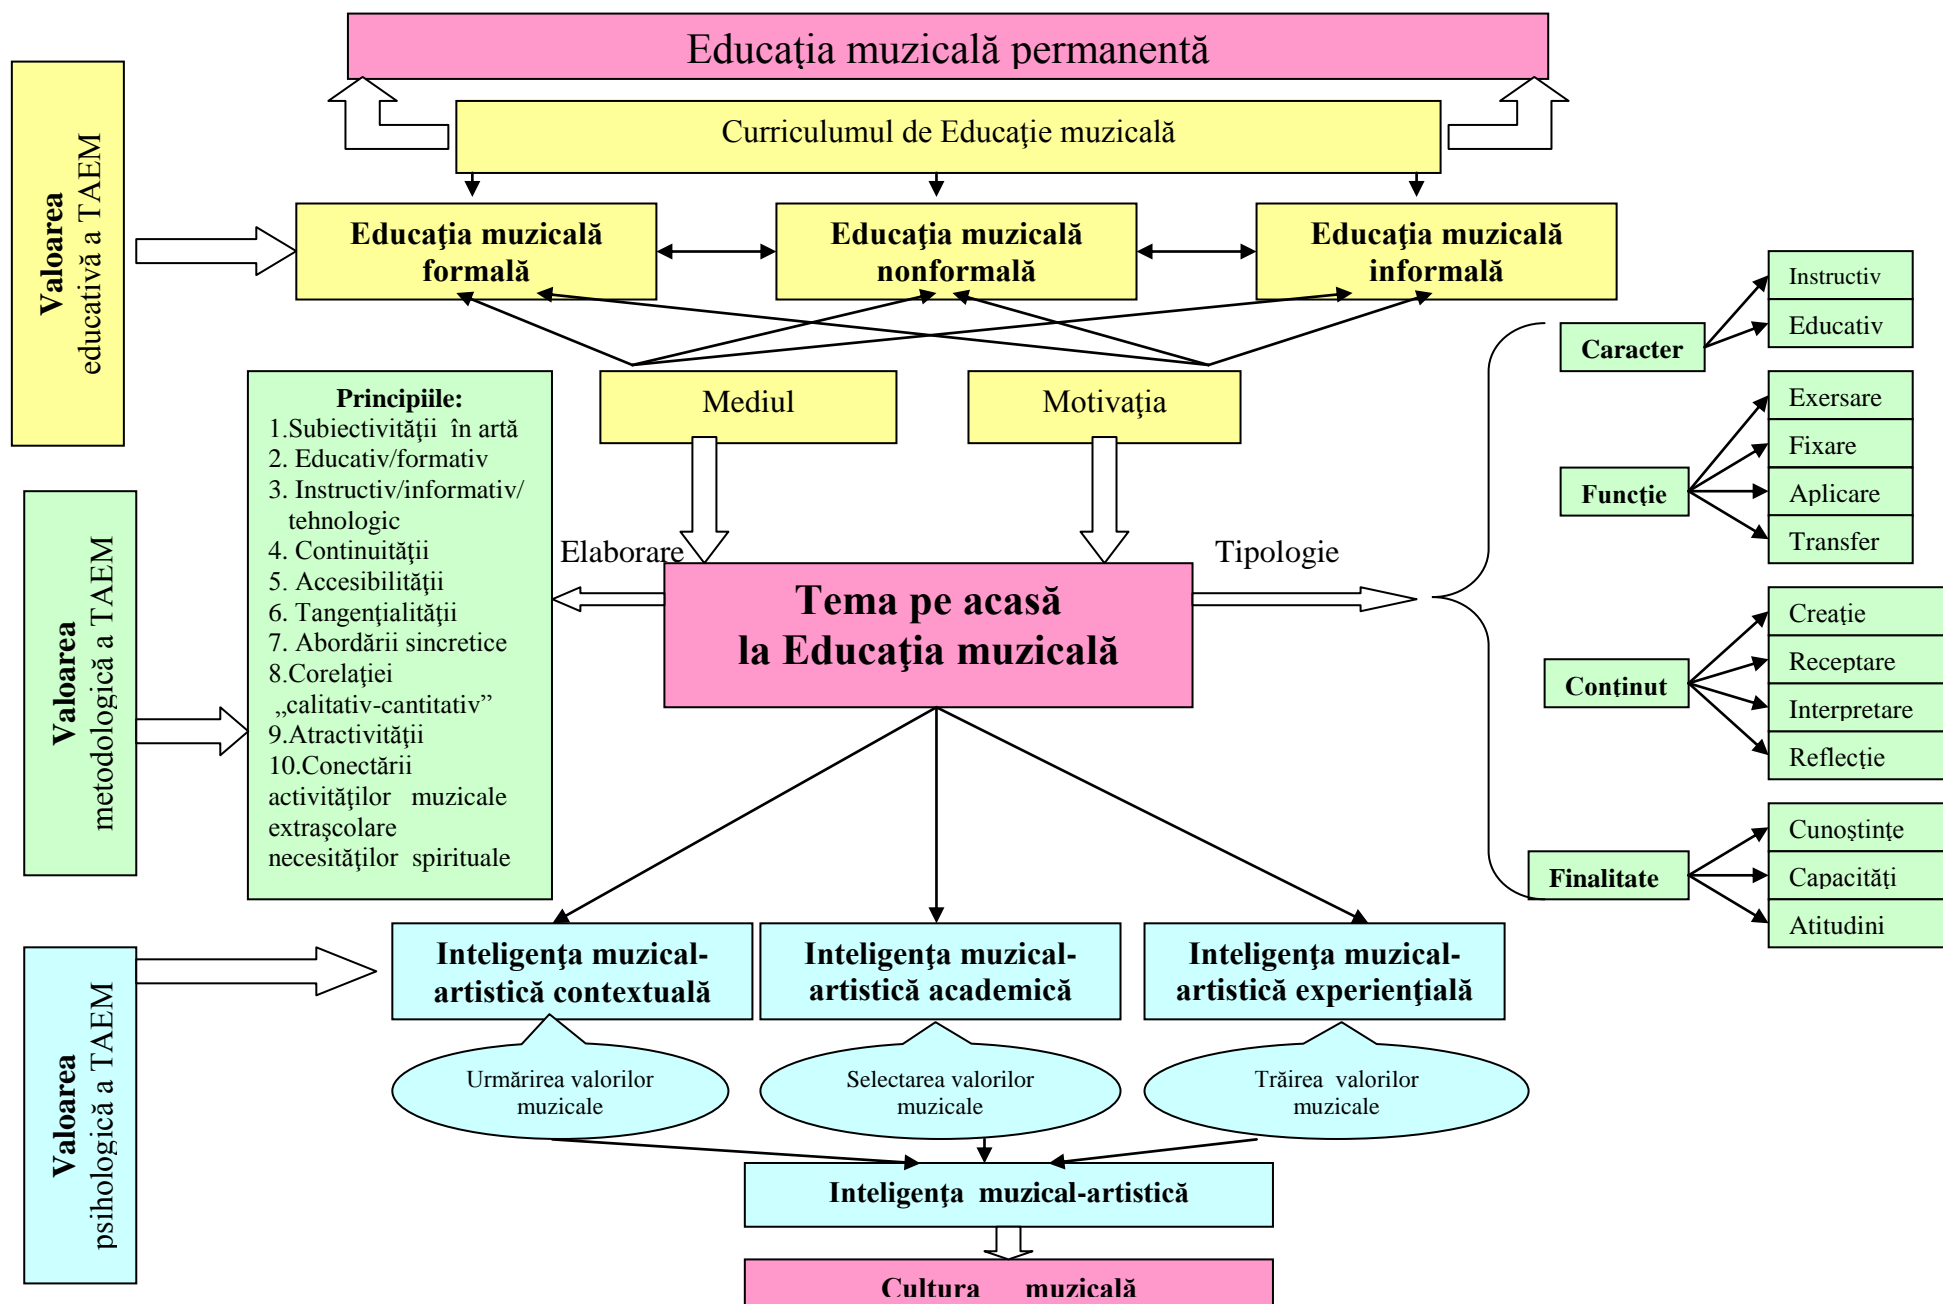 Educaţia muzicală permanentă
Curriculumul de Educaţie muzicală
Valoarea
educativă a TAEM
Educaţia muzicală
formală
Educaţia muzicală
nonformală
Educaţia muzicală
informală
Mediul
Motivaţia
Principiile:
1.Subiectivităţii în artă
2. Educativ/formativ
3. Instructiv/informativ/
tehnologic
4. Continuităţii
5. Accesibilităţii
6. Tangenţialităţii
7. Abordării sincretice
8.Corelaţiei
„calitativ-cantitativ”
9.Atractivităţii
10.Conectării
activităţilor muzicale
extraşcolare
necesităţilor spirituale
Valoarea
metodologică a TAEM
Elaborare
Tipologie
Tema pe acasă
la Educaţia muzicală
Caracter
Instructiv
Educativ
Funcţie
Exersare
Fixare
Aplicare
Transfer
Conţinut
Creaţie
Receptare
Interpretare
Reflecţie
Finalitate
Cunoştinţe
Capacităţi
Atitudini
Valoarea
psihologică a TAEM
Inteligenţa muzical-
artistică contextuală
Inteligenţa muzical-
artistică academică
Inteligenţa muzical-
artistică experienţială
Urmărirea valorilor
muzicale
Selectarea valorilor
muzicale
Trăirea valorilor
muzicale
Inteligenţa muzical-artistică
Cultura muzicală